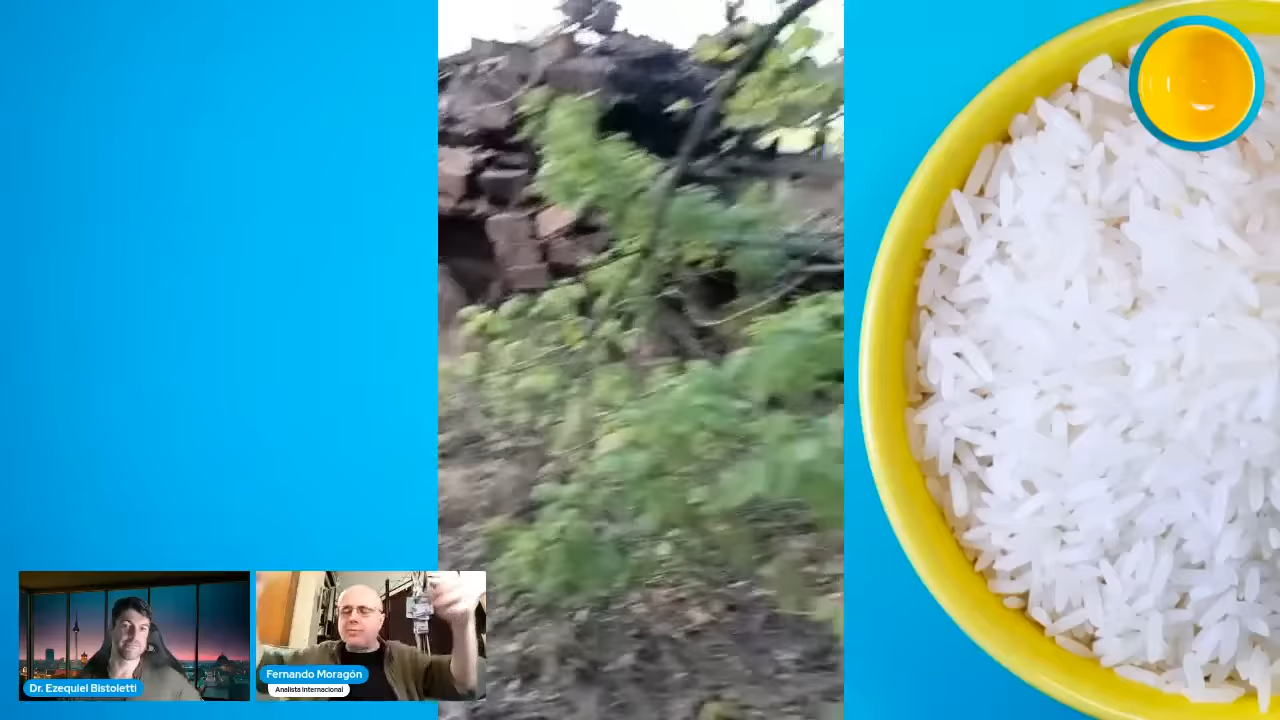 Dr. Ezequiel Bistoletti
Fernando Moragón
Analista Internacional